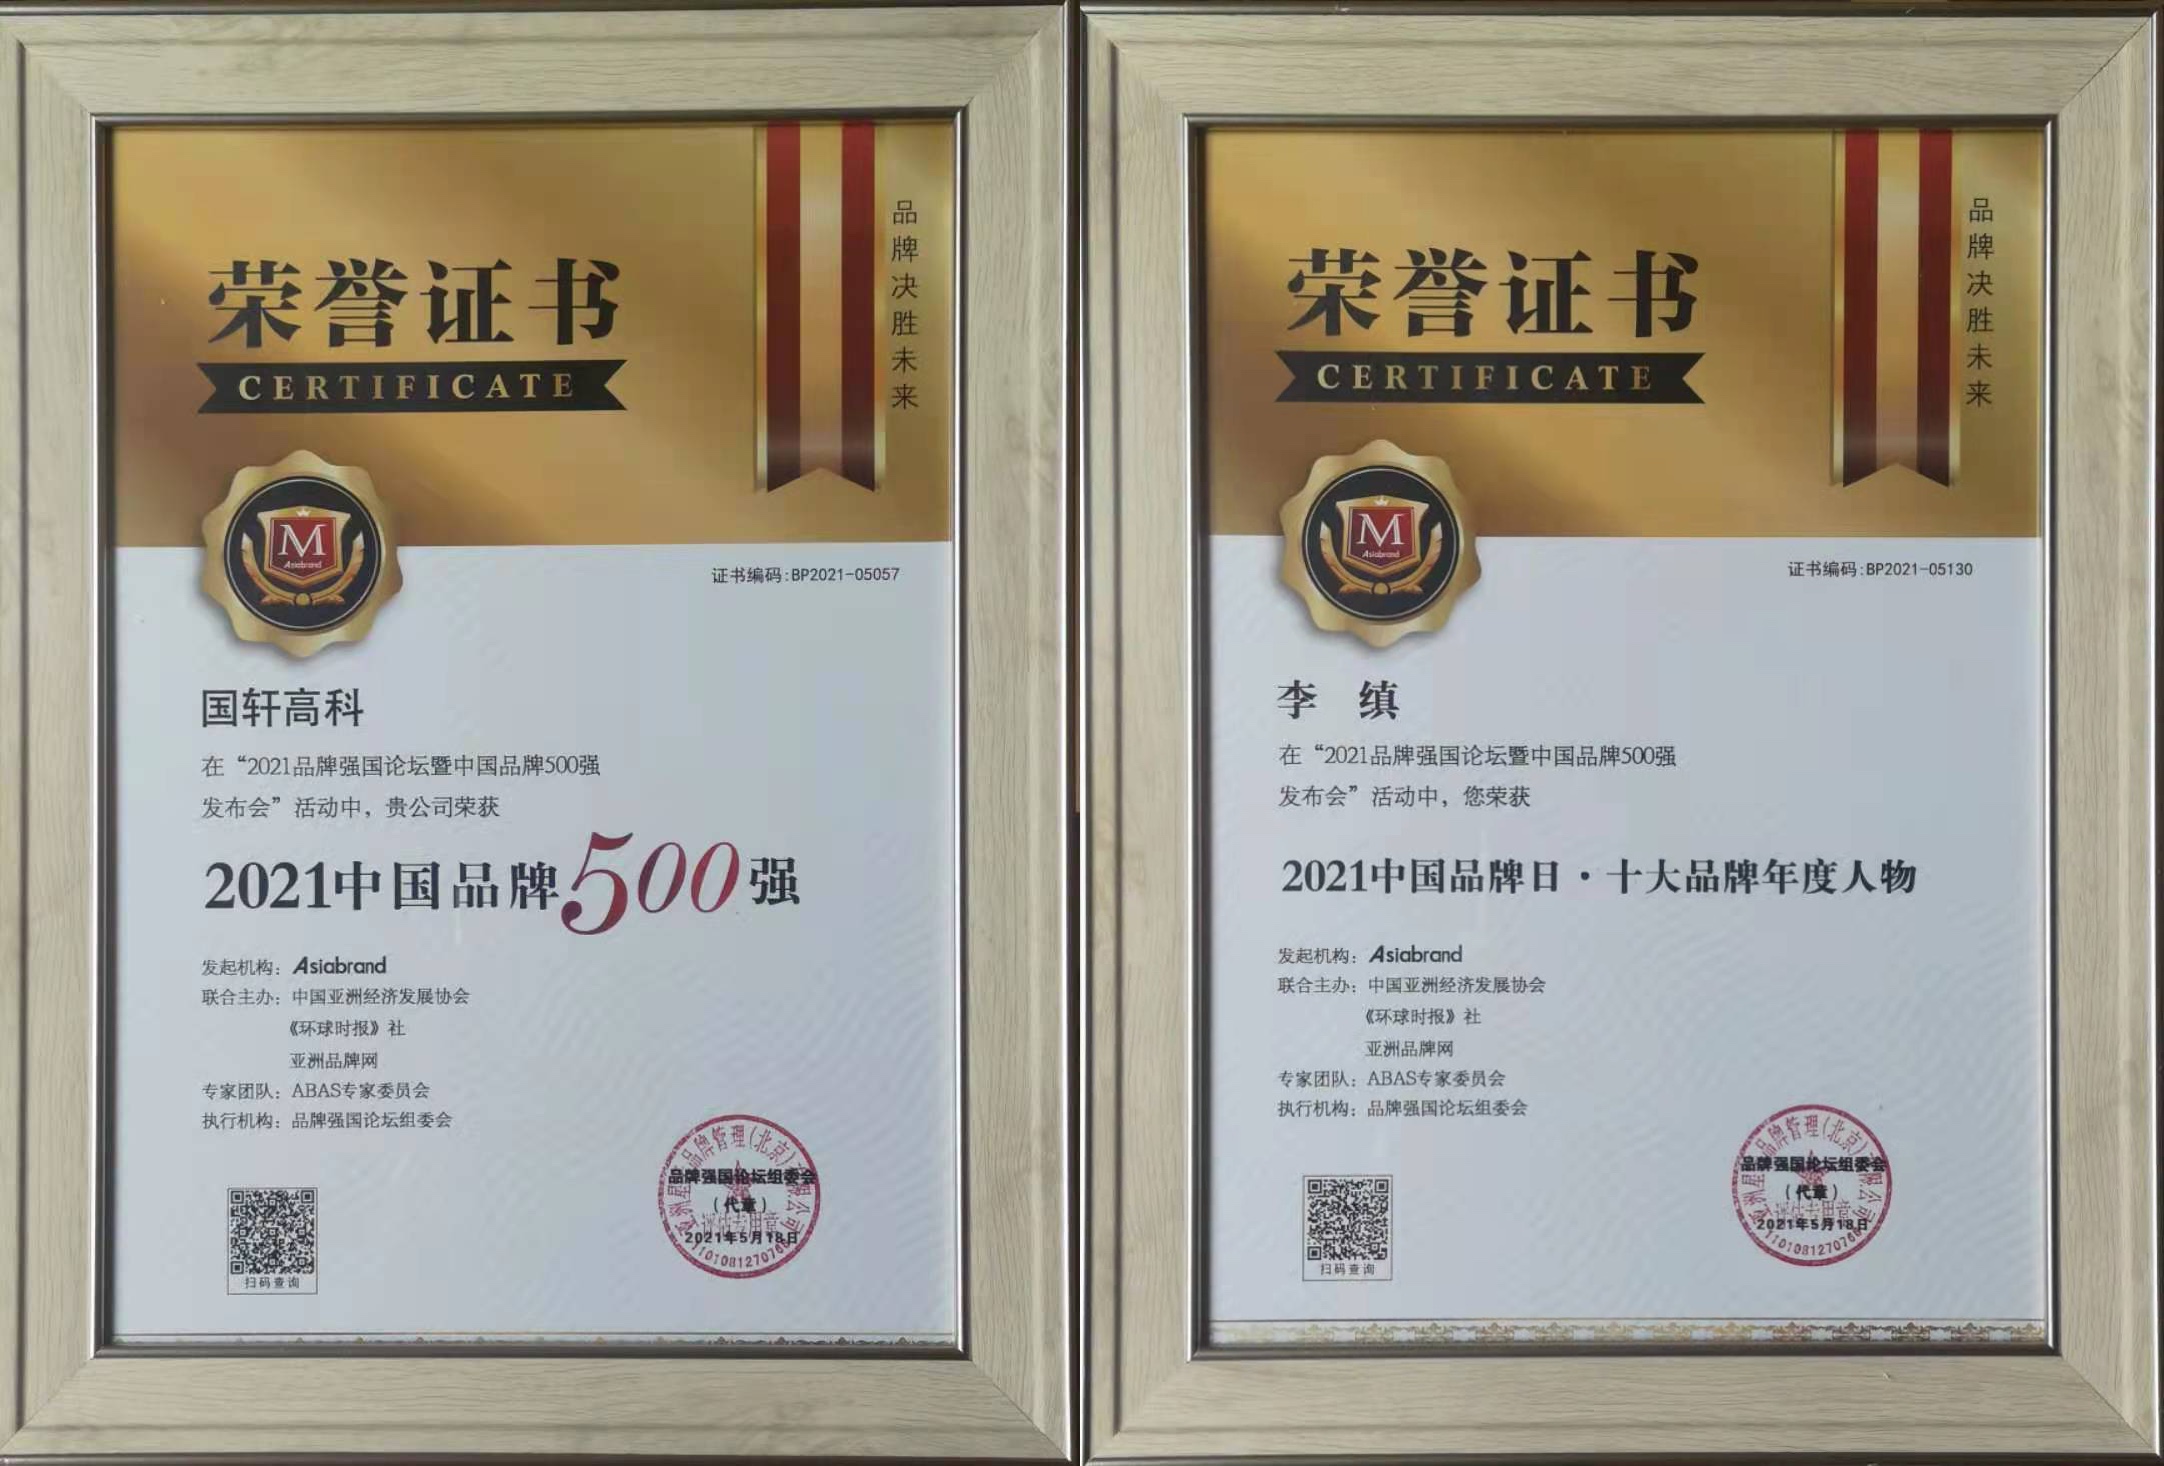 荣誉证书
CERTIFICATE
品牌决胜未来
M
Asiabrand
证书编码:BP2021-05057
国轩高科
在“2021品牌强国论坛暨中国品牌500强
发布会”活动中，贵公司荣获
2021中国品牌500强
发起机构：Asiabrand
联合主办：中国亚洲经济发展协会
《环球时报》社
亚洲品牌网
专家团队：ABAS专家委员会
执行机构：品牌强国论坛组委会
品牌强国论坛组委会
（代章）
2021年5月18日
扫码查询
荣誉证书
CERTIFICATE
品牌决胜未来
M
Asiabrand
证书编码:BP2021-05130
李 缜
在“2021品牌强国论坛暨中国品牌500强
发布会”活动中，您荣获
2021中国品牌日·十大品牌年度人物
发起机构：Asiabrand
联合主办：中国亚洲经济发展协会
《环球时报》社
亚洲品牌网
专家团队：ABAS专家委员会
执行机构：品牌强国论坛组委会
品牌强国论坛组委会
（代章）
2021年5月18日
扫码查询